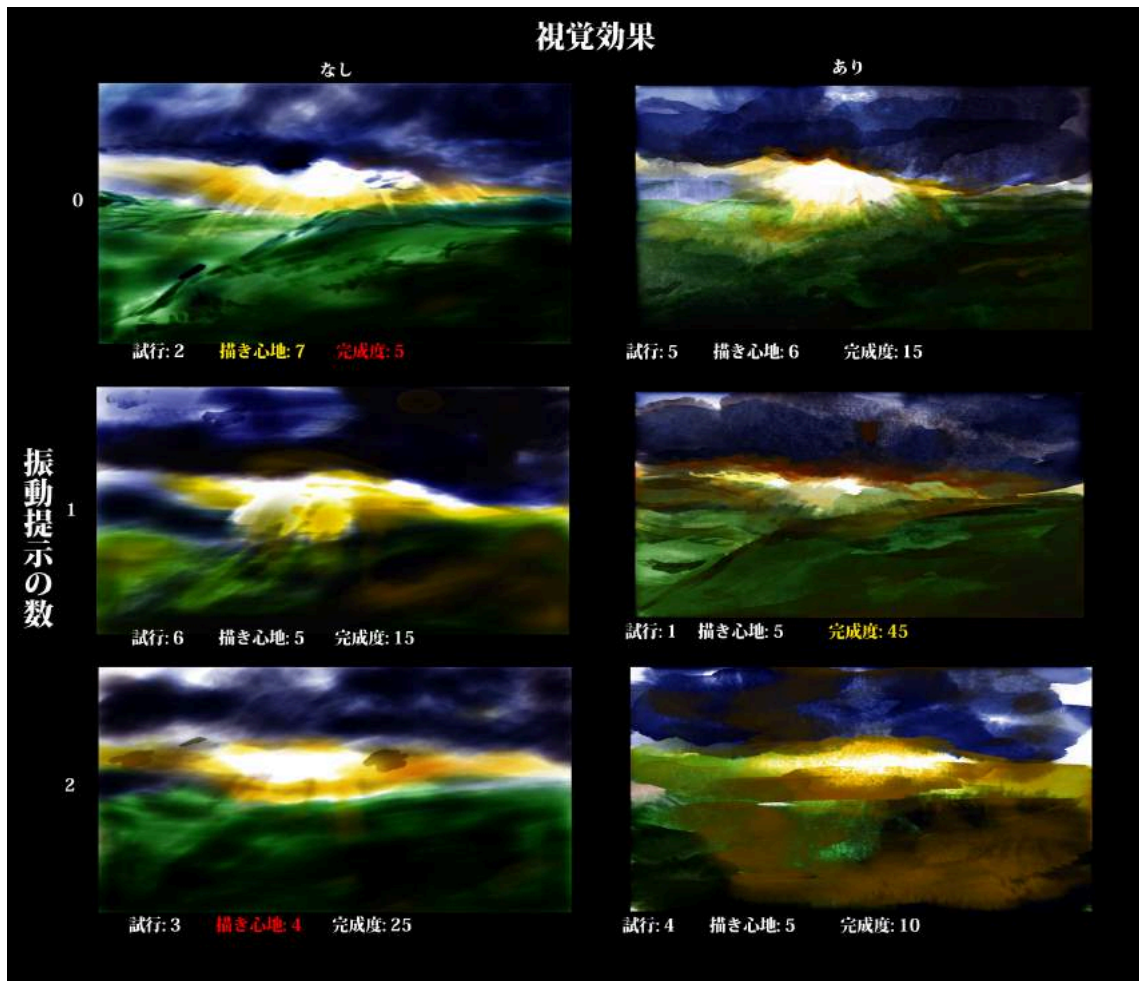 視覚効果
なし
あり
0
試行: 2 描き心地: 7 完成度: 5
試行: 5 描き心地: 6 完成度: 15
振動提示の数
1
試行: 6 描き心地: 5 完成度: 15
試行: 1 描き心地: 5 完成度: 45
2
試行: 3 描き心地: 4 完成度: 25
試行: 4 描き心地: 5 完成度: 10